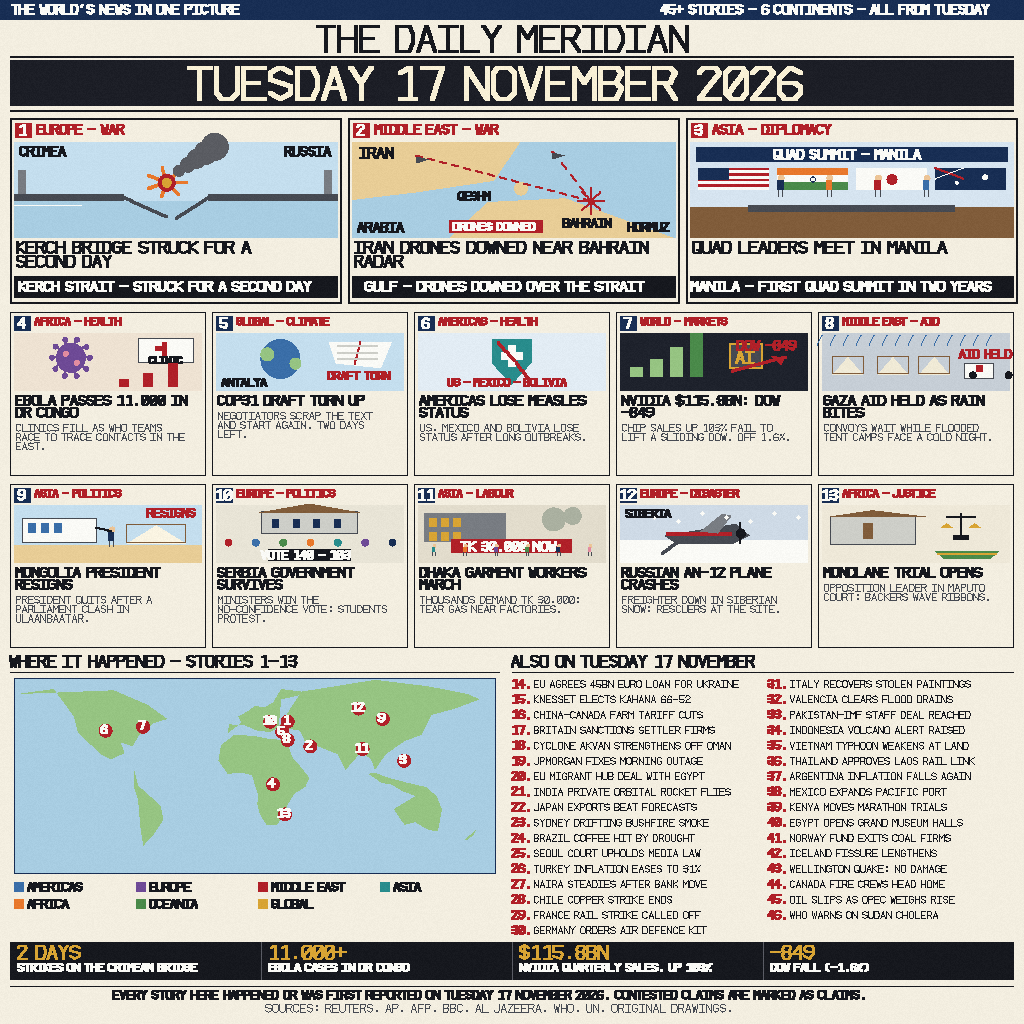 THE WORLD'S NEWS IN ONE PICTURE
45+ STORIES – 6 CONTINENTS – ALL FROM TUESDAY
THE DAILY MERIDIAN
TUESDAY 17 NOVEMBER 2026
1 EUROPE – WAR
CRIMEA
RUSSIA
KERCH BRIDGE STRUCK FOR A
SECOND DAY
KERCH STRAIT – STRUCK FOR A SECOND DAY
2 MIDDLE EAST – WAR
IRAN
QESHM
ARABIA
DRONES DOWNED
BAHRAIN
HORMUZ
IRAN DRONES DOWNED NEAR BAHRAIN
RADAR
GULF – DRONES DOWNED OVER THE STRAIT
3 ASIA – DIPLOMACY
QUAD SUMMIT – MANILA
QUAD LEADERS MEET IN MANILA
MANILA – FIRST QUAD SUMMIT IN TWO YEARS
4 AFRICA – HEALTH
CLINIC
EBOLA PASSES 11.000 IN
DR CONGO
CLINICS FILL AS WHO TEAMS
RACE TO TRACE CONTACTS IN THE
EAST.
5 GLOBAL – CLIMATE
ANTALYA
DRAFT TORN
COP31 DRAFT TORN UP
NEGOTIATORS SCRAP THE TEXT
AND START AGAIN. TWO DAYS
LEFT.
6 AMERICAS – HEALTH
US – MEXICO – BOLIVIA
AMERICAS LOSE MEASLES
STATUS
US. MEXICO AND BOLIVIA LOSE
STATUS AFTER LONG OUTBREAKS.
7 WORLD – MARKETS
DOW –849
AI
NVIDIA $115.8BN: DOW
–849
CHIP SALES UP 103% FAIL TO
LIFT A SLIDING DOW. OFF 1.6%.
8 MIDDLE EAST – AID
AID HELD
GAZA AID HELD AS RAIN
BITES
CONVOYS WAIT WHILE FLOODED
TENT CAMPS FACE A COLD NIGHT.
9 ASIA – POLITICS
RESIGNS
MONGOLIA PRESIDENT
RESIGNS
PRESIDENT QUITS AFTER A
PARLIAMENT CLASH IN
ULAANBAATAR.
10 EUROPE – POLITICS
VOTE 140 –
SERBIA GOVERNMENT
SURVIVES
MINISTERS WIN THE
NO-CONFIDENCE VOTE: STUDENTS
PROTEST.
11 ASIA – LABOUR
TK 30 000 NOW
DHAKA GARMENT WORKERS
MARCH
THOUSANDS DEMAND TK 30.000:
TEAR GAS NEAR FACTORIES.
12 EUROPE – DISASTER
SIBERIA
RUSSIAN AN-12 PLANE
CRASHES
FREIGHTER DOWN IN SIBERIAN
SNOW: RESCUERS AT THE SITE.
13 AFRICA – JUSTICE
MONDLANE TRIAL OPENS
OPPOSITION LEADER IN MAPUTO
COURT: BACKERS WAVE RIBBONS.
WHERE IT HAPPENED – STORIES 1–13
6
7
10
1
5
8
2
12
9
11
3
4
13
AMERICAS
EUROPE
MIDDLE EAST
ASIA
AFRICA
OCEANIA
GLOBAL
ALSO ON TUESDAY 17 NOVEMBER
14. EU AGREES 45BN EURO LOAN FOR UKRAINE
15. KNESSET ELECTS KAHANA 66-52
16. CHINA-CANADA FARM TARIFF CUTS
17. BRITAIN SANCTIONS SETTLER FIRMS
18. CYCLONE AKVAN STRENGTHENS OFF OMAN
19. JPMORGAN FIXES MORNING OUTAGE
20. EU MIGRANT HUB DEAL WITH EGYPT
21. INDIA PRIVATE ORBITAL ROCKET FLIES
22. JAPAN EXPORTS BEAT FORECASTS
23. SYDNEY DRIFTING BUSHFIRE SMOKE
24. BRAZIL COFFEE HIT BY DROUGHT
25. SEOUL COURT UPHOLDS MEDIA LAW
26. TURKEY INFLATION EASES TO 31%
27. NAIRA STEADIES AFTER BANK MOVE
28. CHILE COPPER STRIKE ENDS
29. FRANCE RAIL STRIKE CALLED OFF
30. GERMANY ORDERS AIR DEFENCE KIT
31. ITALY RECOVERS STOLEN PAINTINGS
32. VALENCIA CLEARS FLOOD DRAINS
33. PAKISTAN-IMF STAFF DEAL REACHED
34. INDONESIA VOLCANO ALERT RAISED
35. VIETNAM TYPHOON WEAKENS AT LAND
36. THAILAND APPROVES LAOS RAIL LINK
37. ARGENTINA INFLATION FALLS AGAIN
38. MEXICO EXPANDS PACIFIC PORT
39. KENYA MOVES MARATHON TRIALS
40. EGYPT OPENS GRAND MUSEUM HALLS
41. NORWAY FUND EXITS COAL FIRMS
42. ICELAND FISSURE LENGTHENS
43. WELLINGTON QUAKE: NO DAMAGE
44. CANADA FIRE CREWS HEAD HOME
45. OIL SLIPS AS OPEC WEIGHS RISE
46. WHO WARNS ON SUDAN CHOLERA
2 DAYS
STRIKES ON THE CRIMEAN BRIDGE
11.000+
EBOLA CASES IN DR CONGO
$115.8BN
NVIDIA QUARTERLY SALES. UP 103%
–849
DOW FALL (–1.6%)
EVERY STORY HERE HAPPENED OR WAS FIRST REPORTED ON TUESDAY 17 NOVEMBER 2026. CONTESTED CLAIMS ARE MARKED AS CLAIMS.
SOURCES: REUTERS. AP. AFP. BBC. AL JAZEERA. WHO. UN. ORIGINAL DRAWINGS.